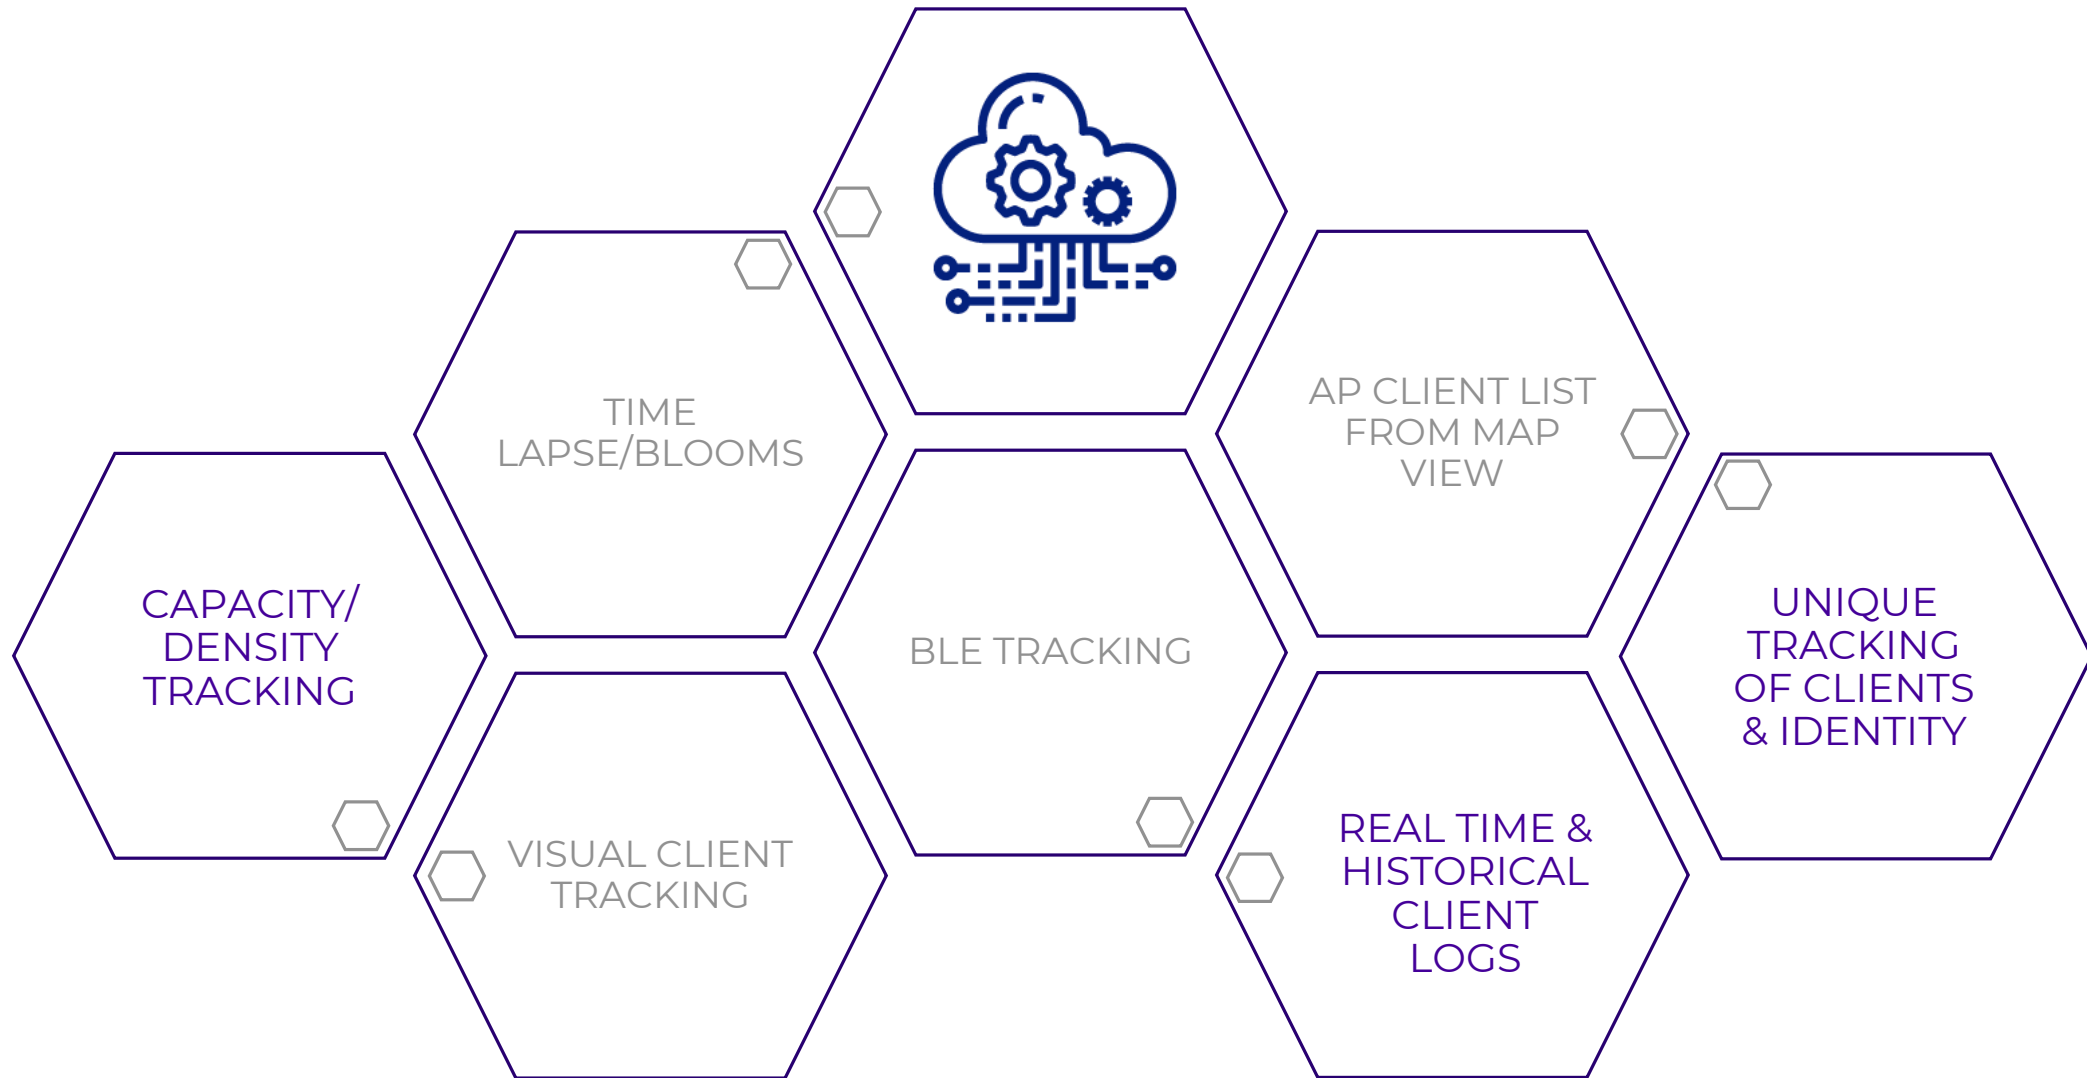 TIME
LAPSE/BLOOMS
AP CLIENT LIST
FROM MAP
VIEW
CAPACITY/
DENSITY
TRACKING
BLE TRACKING
UNIQUE
TRACKING
OF CLIENTS
& IDENTITY
VISUAL CLIENT
TRACKING
REAL TIME &
HISTORICAL
CLIENT
LOGS